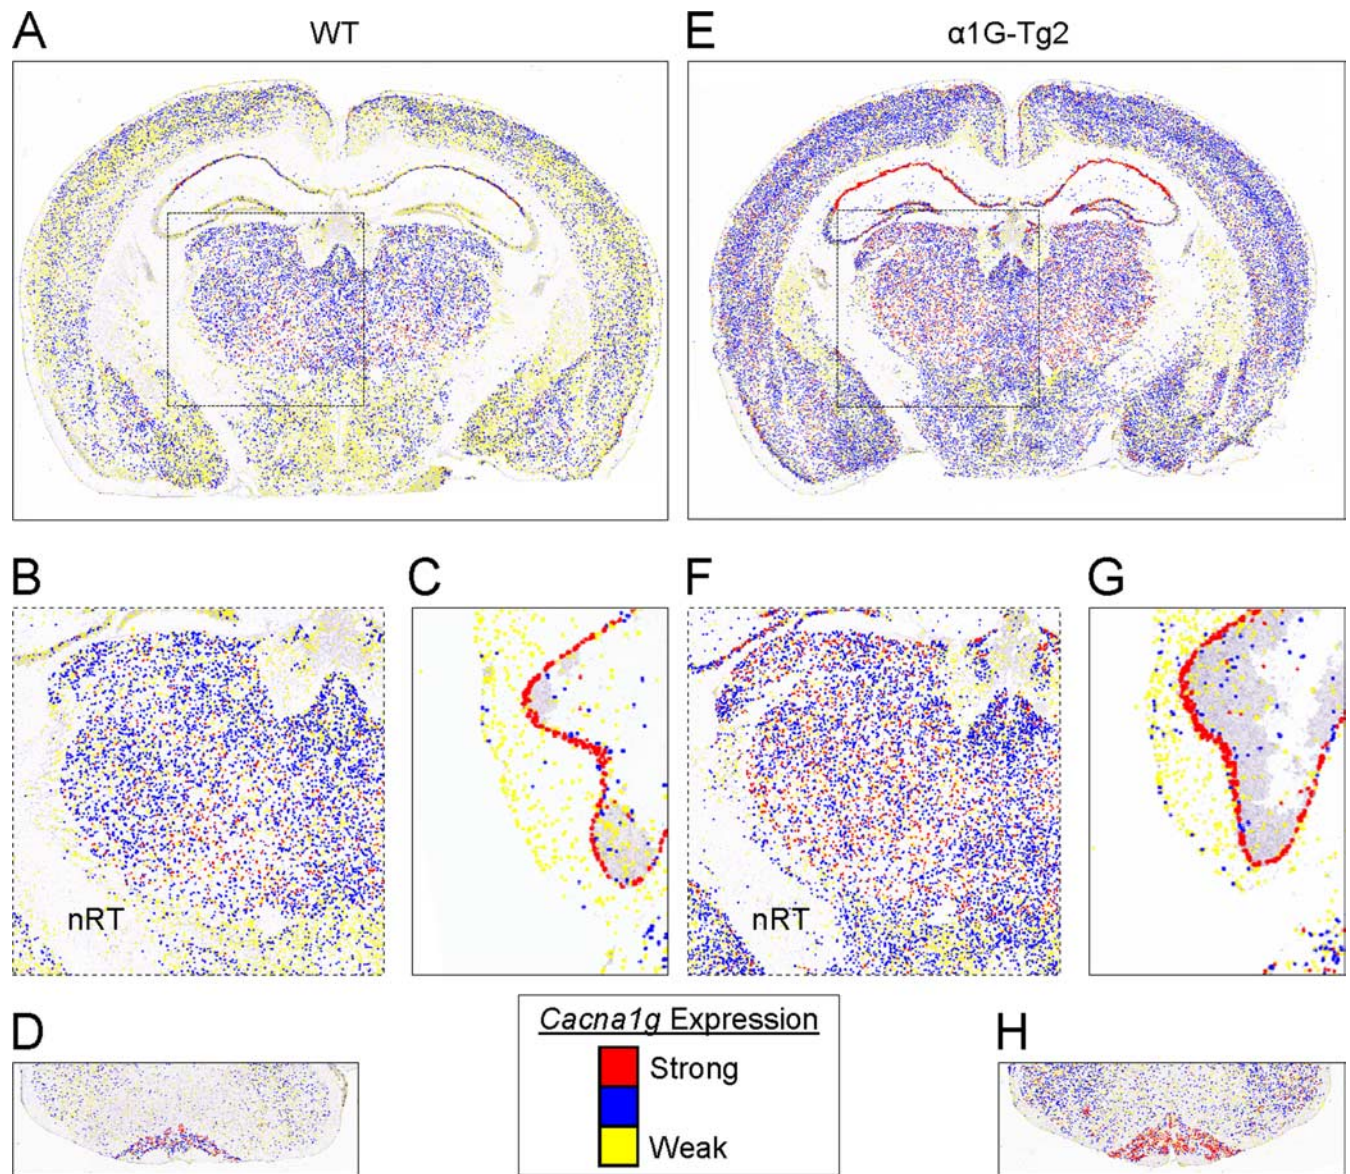 A
WT
E
α1G-Tg2
B
C
F
G
nRT
nRT
D
H
Cacna1g Expression
Strong
Weak